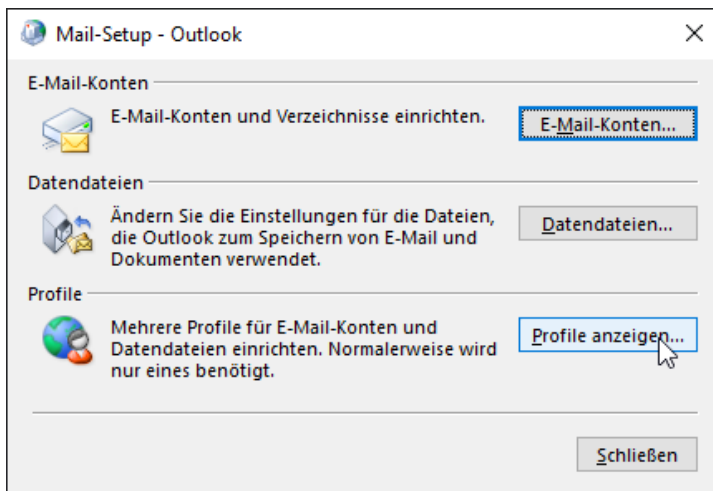 Mail-Setup - Outlook
E-Mail-Konten
E-Mail-Konten und Verzeichnisse einrichten.
E-Mail-Konten...
Datendateien
Ändern Sie die Einstellungen für die Dateien,
die Outlook zum Speichern von E-Mail und
Dokumenten verwendet.
Datendateien...
Profile
Mehrere Profile für E-Mail-Konten und
Datendateien einrichten. Normalerweise wird
nur eines benötigt.
Profile anzeigen...
Schließen